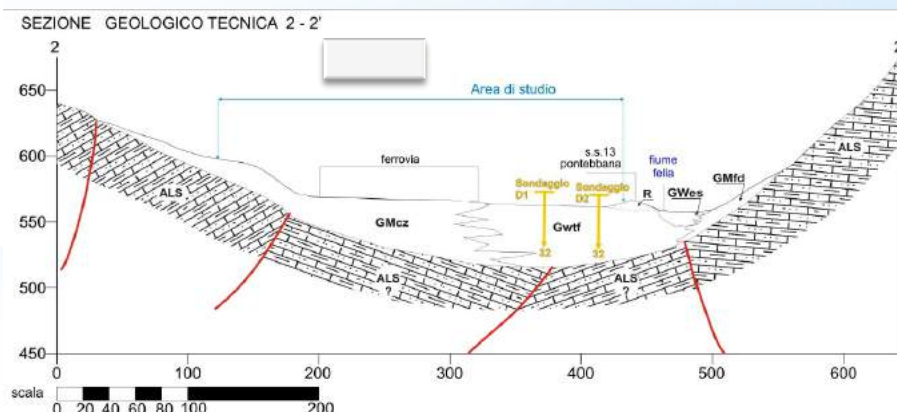 SEZIONE GEOLOGICO TECNICA 2 - 2'
2
2
650
Area di studio
600
ferrovia
s.s.13
pontebbana
fiume
fella
ALS
ALS
Sondaggio
D1
Sondaggio
D2
R
GWes
GMfd
550
GMcz
Gwtf
32
32
ALS
?
ALS
?
500
450
0
100
200
300
400
500
600
scala
0 20 40 60 80 100 200